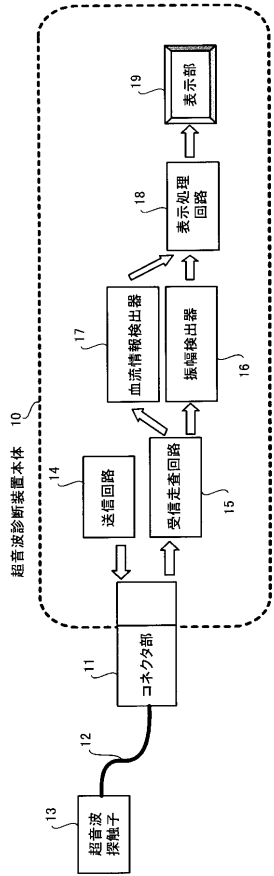 超音波診断装置本体
10
13
超音波
探触子
12
11
コネクタ部
14
送信回路
受信走査回路
15
17
血流情報検出器
振幅検出器
16
18
表示処理
回路
19
表示部